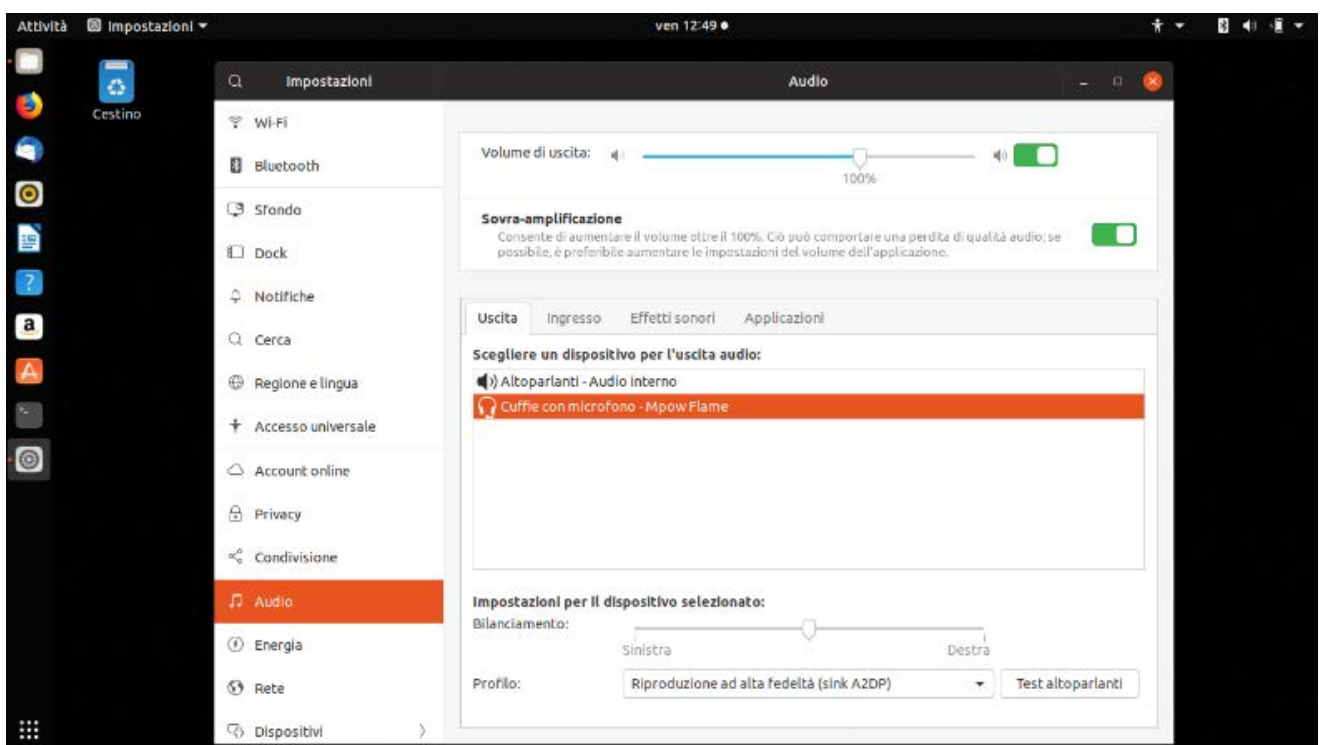 Attività
Impostazioni
ven 12:49
Cestino
Impostazioni
Audio
Wi-Fi
Bluetooth
Sfondo
Dock
Notifiche
Cerca
Regione e lingua
Accesso universale
Account online
Privacy
Condivisione
Audio
Energia
Rete
Dispositivi
Volume di uscita:
100%
Sovra-amplificazione
Consente di aumentare il volume oltre il 100%. Ciò può comportare una perdita di qualità audio; se
possibile, è preferibile aumentare le impostazioni del volume dell'applicazione.
Uscita Ingresso Effetti sonori Applicazioni
Scegliere un dispositivo per l'uscita audio:
Altoparlanti - Audio interno
Cuffie con microfono - Mpow Flame
Impostazioni per il dispositivo selezionato:
Bilanciamento:
Sinistra Destra
Profilo: Riproduzione ad alta fedeltà (sink A2DP) Test altoparlanti